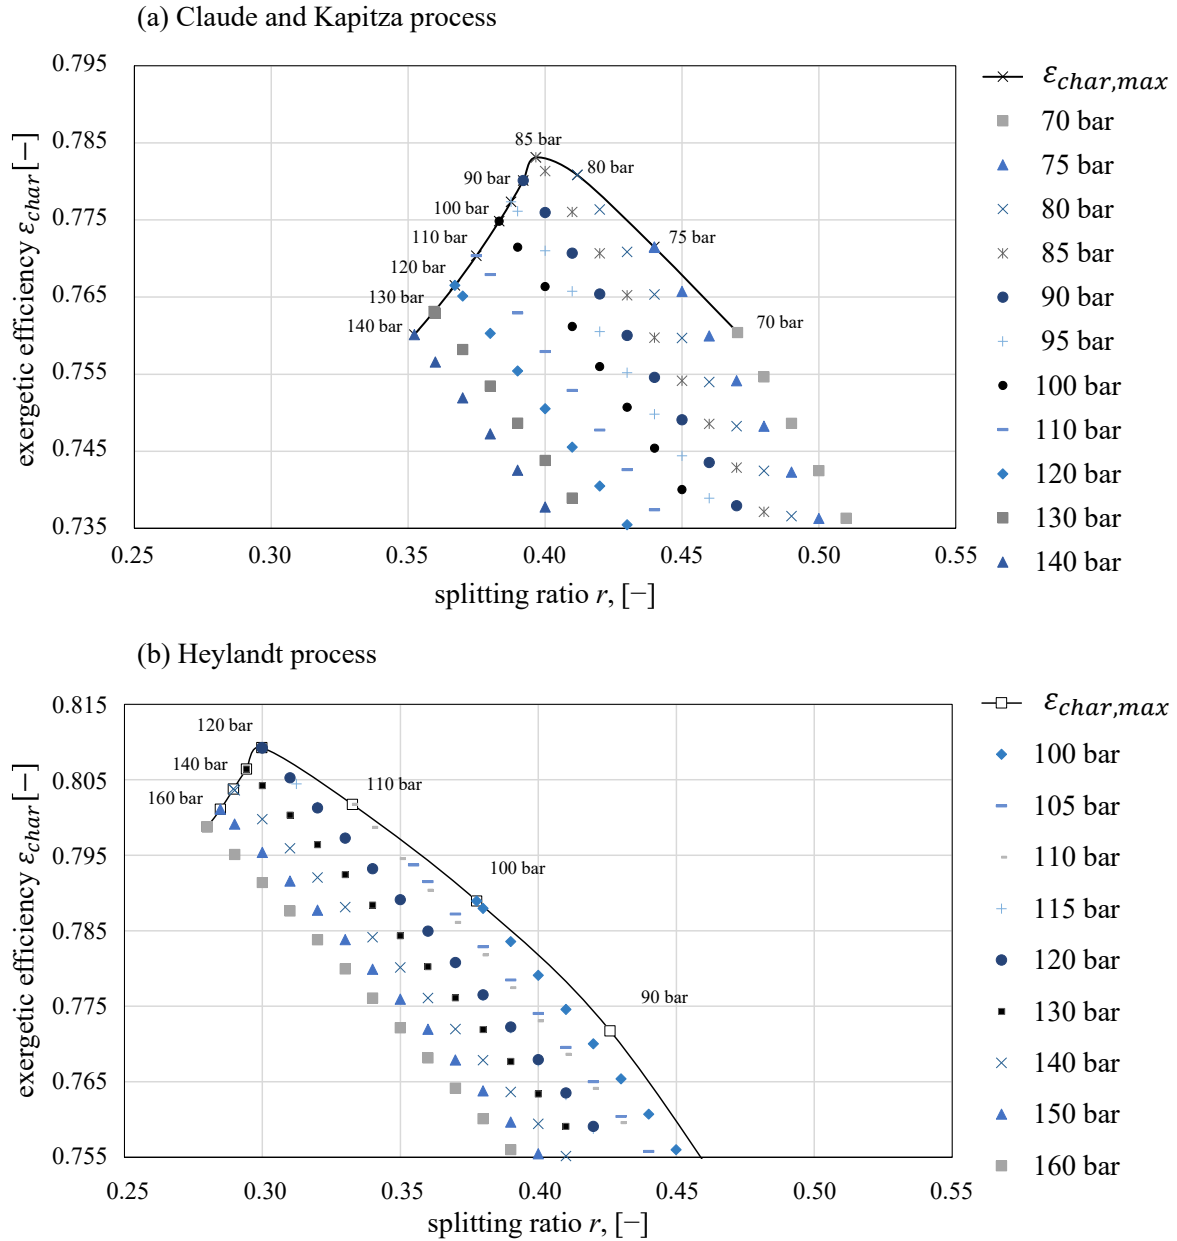 (a) Claude and Kapitza process
exergetic efficiency εchar [−]
0.795
0.785
0.775
0.765
0.755
0.745
0.735
0.25 0.30 0.35 0.40 0.45 0.50 0.55
splitting ratio r, [−]
85 bar
80 bar
90 bar
100 bar
75 bar
110 bar
120 bar
130 bar
70 bar
140 bar
εchar,max
70 bar
75 bar
80 bar
85 bar
90 bar
95 bar
100 bar
110 bar
120 bar
130 bar
140 bar
(b) Heylandt process
exergetic efficiency εchar [−]
0.815
0.805
0.795
0.785
0.775
0.765
0.755
0.25 0.30 0.35 0.40 0.45 0.50 0.55
splitting ratio r, [−]
120 bar
140 bar
110 bar
160 bar
100 bar
90 bar
εchar,max
100 bar
105 bar
110 bar
115 bar
120 bar
130 bar
140 bar
150 bar
160 bar